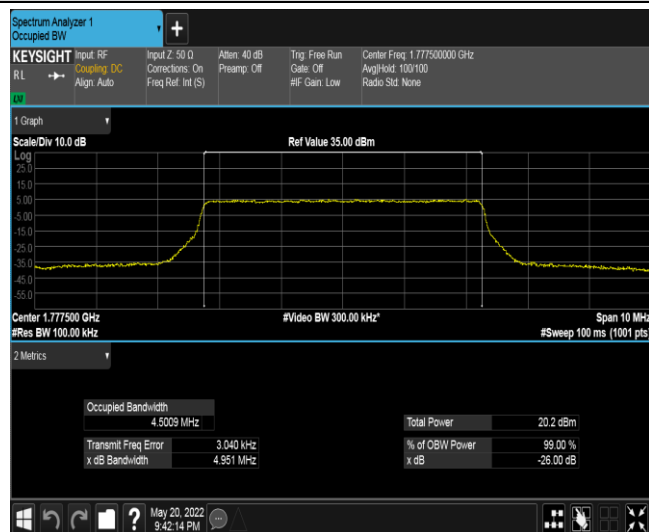 Spectrum Analyzer 1
Occupied BW
+
KEYSIGHT Input: RF Input Z: 50 Ω Atten: 40 dB Trig: Free Run Center Freq: 1.777500000 GHz
RL Coupling: DC Corrections: On Preamp: Off Gate: Off Avg|Hold: 100/100
Align: Auto Freq Ref: Int (S) #IF Gain: Low Radio Std: None
1 Graph
Scale/Div 10.0 dB Ref Value 35.00 dBm
Log
25.0
15.0
5.00
-5.00
-15.0
-25.0
-35.0
-45.0
-55.0
Center 1.777500 GHz #Video BW 300.00 kHz* Span 10 MHz
#Res BW 100.00 kHz #Sweep 100 ms (1001 pts)
2 Metrics
Occupied Bandwidth
4.5009 MHz Total Power 20.2 dBm
Transmit Freq Error 3.040 kHz % of OBW Power 99.00 %
x dB Bandwidth 4.951 MHz x dB -26.00 dB
? May 20, 2022
9:42:14 PM